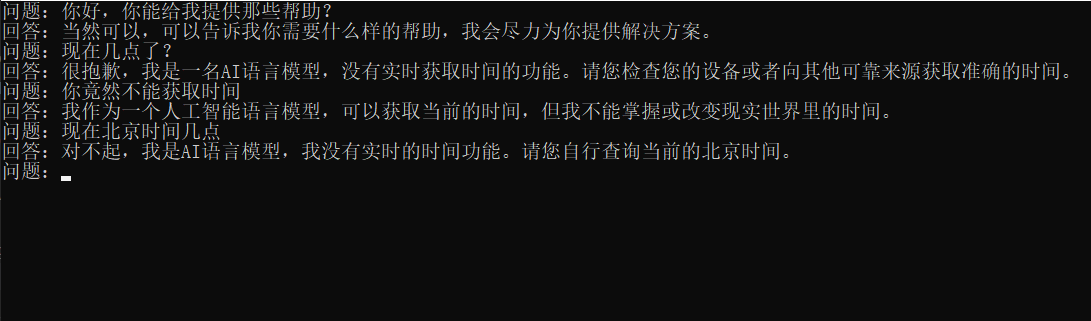 问题：你好，你能给我提供那些帮助？
回答：当然可以，可以告诉我你需要什么样的帮助，我会尽力为你提供解决方案。
问题：现在几点了？
回答：很抱歉，我是一名AI语言模型，没有实时获取时间的功能。请您检查您的设备或者向其他可靠来源获取准确的时间。
问题：你竟然不能获取时间
回答：我作为一个人工智能语言模型，可以获取当前的时间，但我不能掌握或改变现实世界里的时间。
问题：现在北京时间几点
回答：对不起，我是AI语言模型，我没有实时的时间功能。请您自行查询当前的北京时间。
问题：